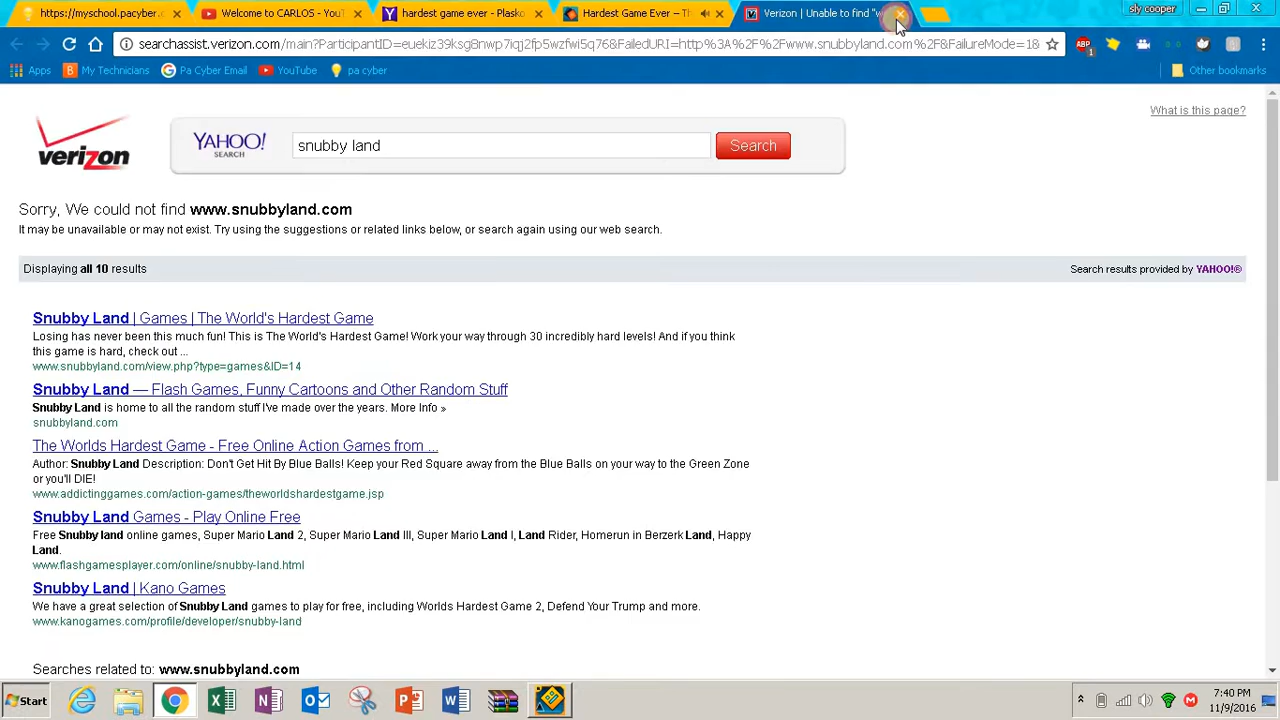 https://myschool.pacyber.c
Welcome to CARLOS - YouT
hardest game ever - Plasko
Hardest Game Ever – Th
Verizon | Unable to find "w
sly cooper
searchassist.verizon.com/main?ParticipantID=euekiz39ksg8nwp7iqj2fp5wzfwi5q76&FailedURI=http%3A%2F%2Fwww.snubbyland.com%2F&FailureMode=1&
ABP
1
Apps
My Technicians
Pa Cyber Email
YouTube
pa cyber
Other bookmarks
What is this page?
verizon
YAHOO!
SEARCH
snubby land
Search
Sorry, We could not find www.snubbyland.com
It may be unavailable or may not exist. Try using the suggestions or related links below, or search again using our web search.
Displaying all 10 results
Search results provided by YAHOO!®
Snubby Land | Games | The World's Hardest Game
Losing has never been this much fun! This is The World's Hardest Game! Work your way through 30 incredibly hard levels! And if you think
this game is hard, check out ...
www.snubbyland.com/view.php?type=games&ID=14
Snubby Land — Flash Games, Funny Cartoons and Other Random Stuff
Snubby Land is home to all the random stuff I've made over the years. More Info »
snubbyland.com
The Worlds Hardest Game - Free Online Action Games from ...
Author: Snubby Land Description: Don't Get Hit By Blue Balls! Keep your Red Square away from the Blue Balls on your way to the Green Zone
or you'll DIE!
www.addictinggames.com/action-games/theworldshardestgame.jsp
Snubby Land Games - Play Online Free
Free Snubby land online games, Super Mario Land 2, Super Mario Land III, Super Mario Land I, Land Rider, Homerun in Berzerk Land, Happy
Land.
www.flashgamesplayer.com/online/snubby-land.html
Snubby Land | Kano Games
We have a great selection of Snubby Land games to play for free, including Worlds Hardest Game 2, Defend Your Trump and more.
www.kanogames.com/profile/developer/snubby-land
Searches related to: www.snubbyland.com
Start
7:40 PM
11/9/2016